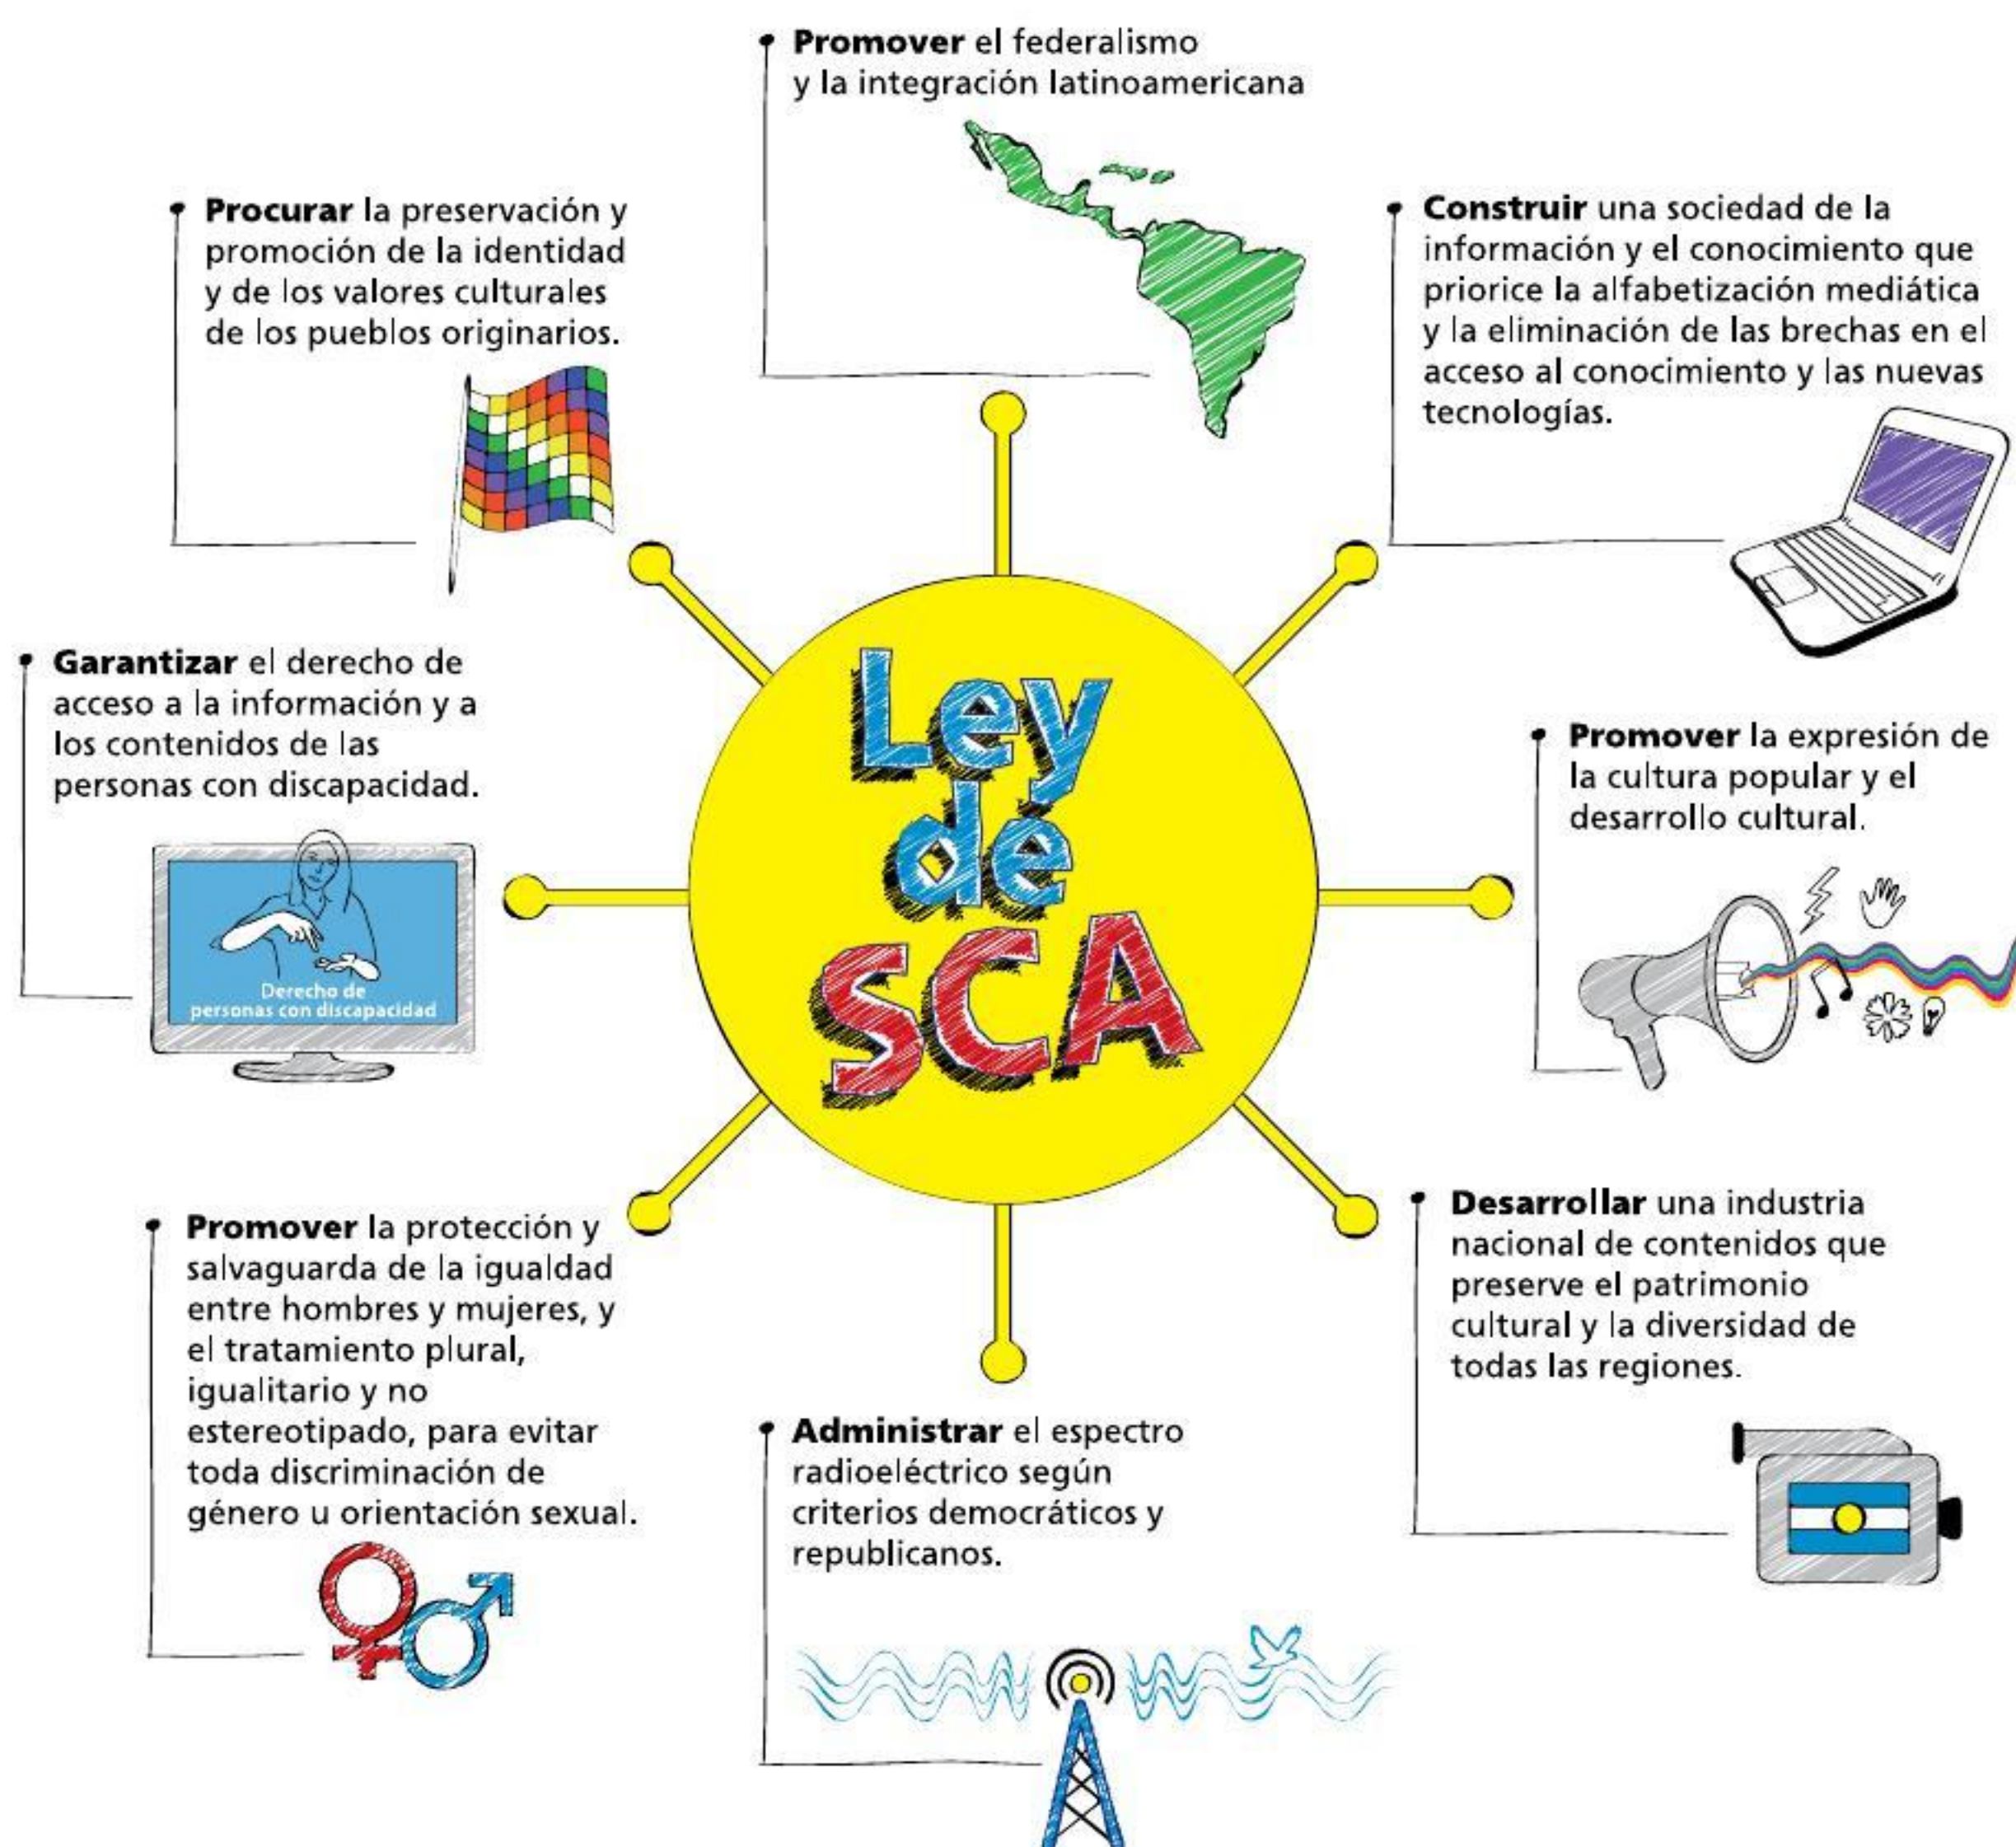 Promover el federalismo
y la integración latinoamericana
Procurar la preservación y
promoción de la identidad
y de los valores culturales
de los pueblos originarios.
Construir una sociedad de la
información y el conocimiento que
priorice la alfabetización mediática
y la eliminación de las brechas en el
acceso al conocimiento y las nuevas
tecnologías.
Garantizar el derecho de
acceso a la información y a
los contenidos de las
personas con discapacidad.
Derecho de
personas con discapacidad
Ley
de
SCA
Promover la expresión de
la cultura popular y el
desarrollo cultural.
Promover la protección y
salvaguarda de la igualdad
entre hombres y mujeres, y
el tratamiento plural,
igualitario y no
estereotipado, para evitar
toda discriminación de
género u orientación sexual.
Administrar el espectro
radioeléctrico según
criterios democráticos y
republicanos.
Desarrollar una industria
nacional de contenidos que
preserve el patrimonio
cultural y la diversidad de
todas las regiones.